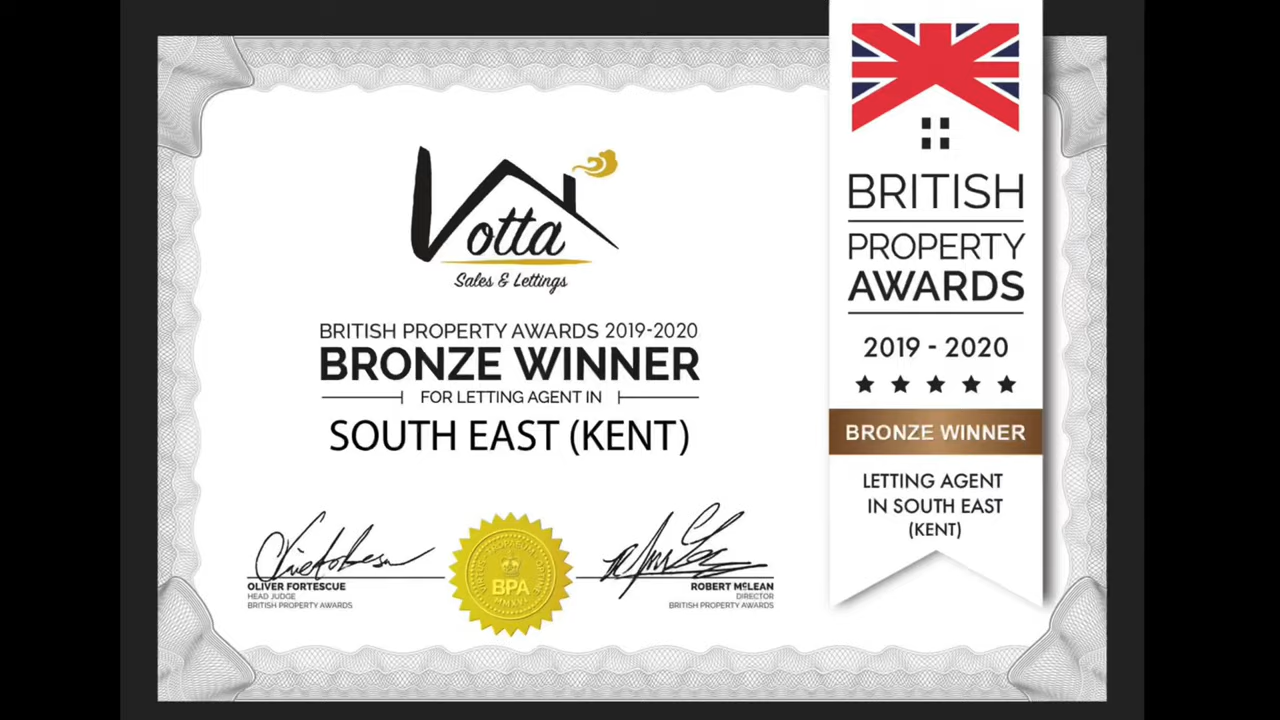 Votta
Sales & Lettings
BRITISH PROPERTY AWARDS 2019-2020
BRONZE WINNER
FOR LETTING AGENT IN
SOUTH EAST (KENT)
OLIVER FORTESCUE
HEAD JUDGE
BRITISH PROPERTY AWARDS
BPA
MMXVI
ROBERT McLEAN
DIRECTOR
BRITISH PROPERTY AWARDS
BRITISH
PROPERTY
AWARDS
2019 - 2020
BRONZE WINNER
LETTING AGENT
IN SOUTH EAST
(KENT)